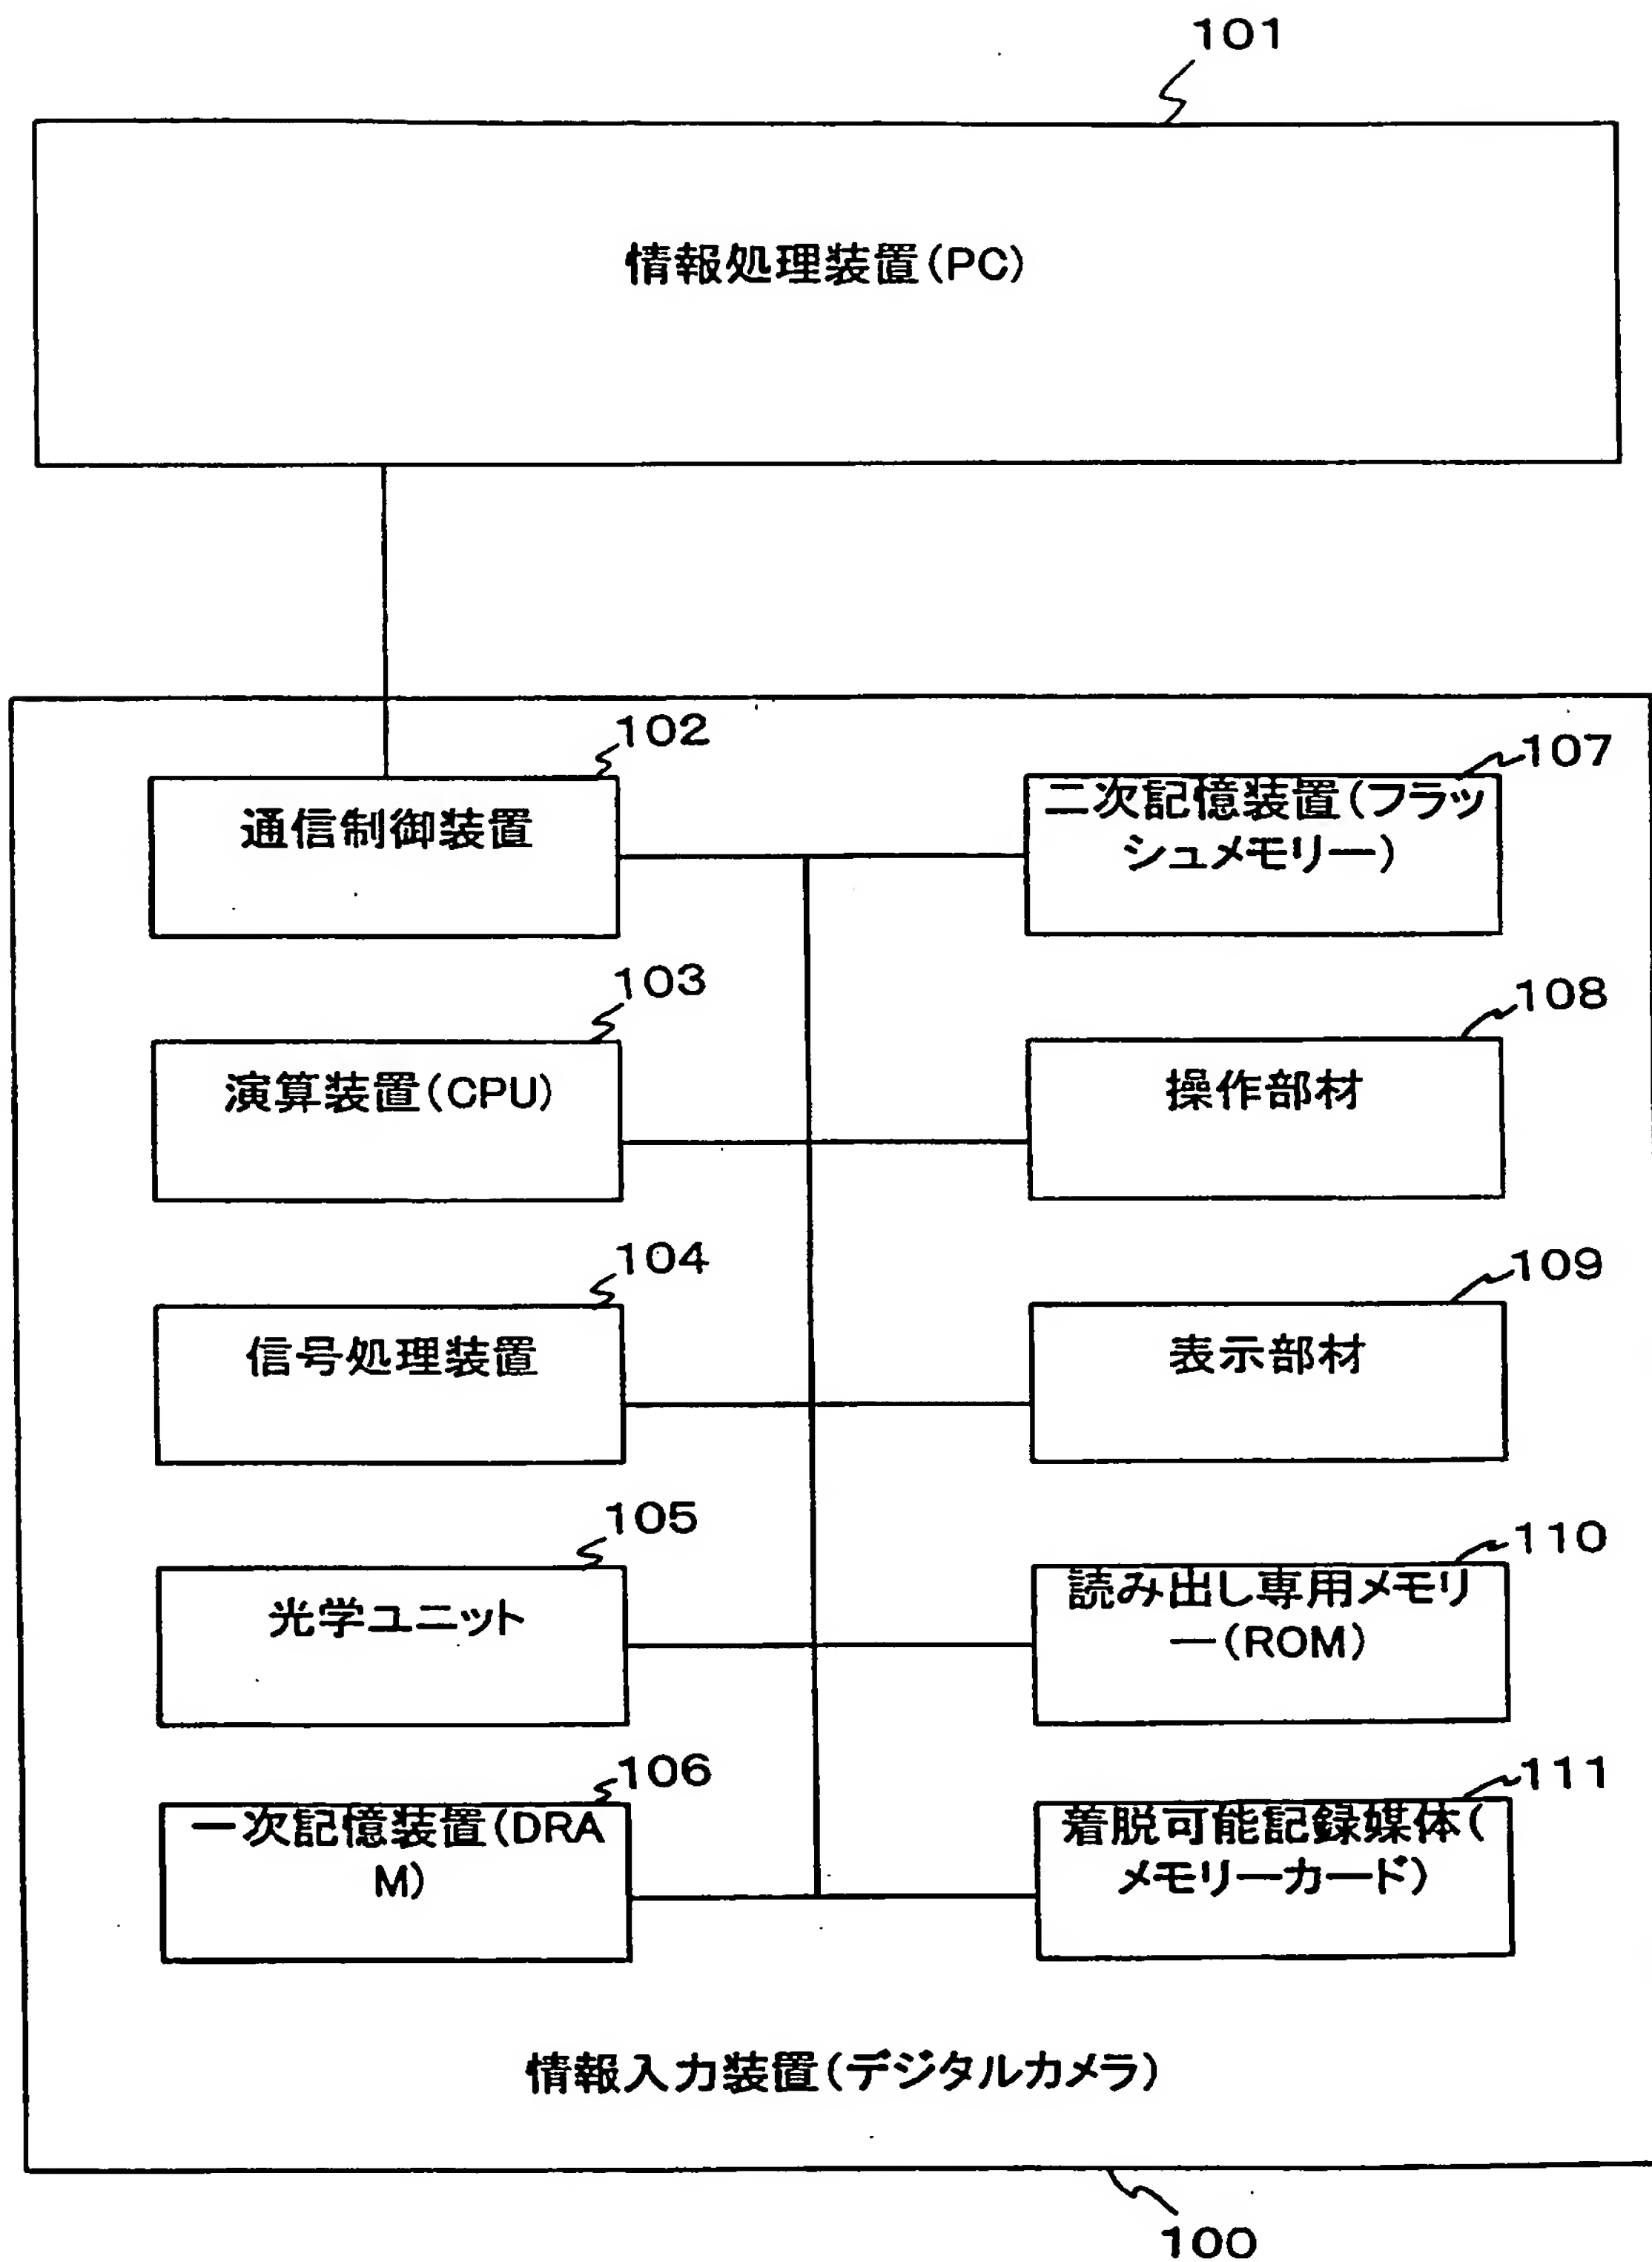 101
情報処理装置(PC)
102
通信制御装置
107
二次記憶装置(フラッ
シュメモリー)
103
演算装置(CPU)
108
操作部材
104
信号処理装置
109
表示部材
105
光学ユニット
110
読み出し専用メモリ
ー(ROM)
106
一次記憶装置(DRA
M)
111
着脱可能記録媒体(
メモリーカード)
情報入力装置(デジタルカメラ)
100